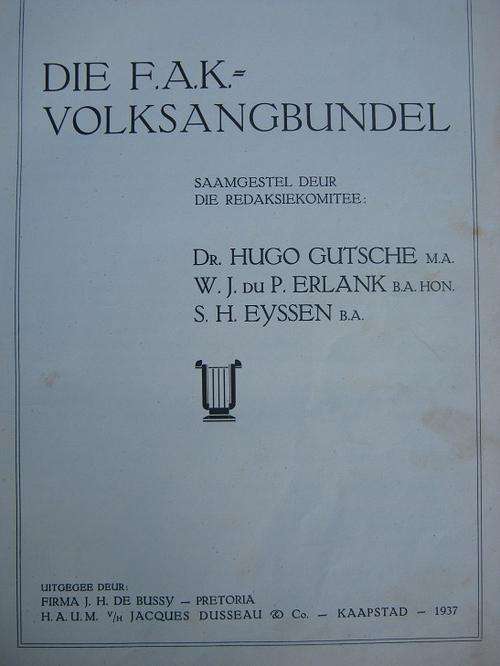 DIE F.A.K.=
VOLKSANGBUNDEL
SAAMGESTEL DEUR
DIE REDAKSIEKOMITEE:
DR. HUGO GUTSCHE M.A.
W. J. DU P. ERLANK B.A. HON.
S. H. EYSSEN B.A.
UITGEGEE DEUR:
FIRMA J. H. DE BUSSY — PRETORIA
H. A. U. M. V/H JACQUES DUSSEAU & Co. — KAAPSTAD — 1937